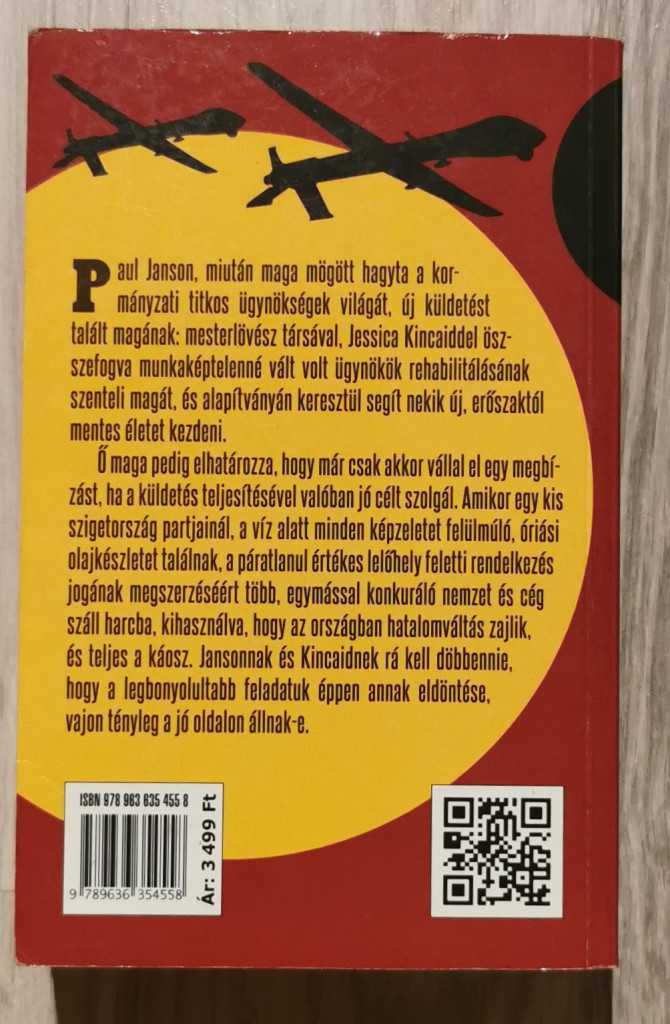 Paul Janson, miután maga mögött hagyta a kor-
mányzati titkos ügynökségek világát, új küldetést
talált magának: mesterlövész társával, Jessica Kincaiddel ösz-
szefogva munkaképtelenné vált volt ügynökök rehabilitálásának
szenteli magát, és alapítványán keresztül segít nekik új, erőszaktól
mentes életet kezdeni.
Ő maga pedig elhatározza, hogy már csak akkor vállal el egy megbí-
zást, ha a küldetés teljesítésével valóban jó célt szolgál. Amikor egy kis
szigetország partjainál, a víz alatt minden képzeletet felülmúló, óriási
olajkészletet találnak, a páratlanul értékes lelőhely feletti rendelkezés
jogának megszerzéséért több, egymással konkuráló nemzet és cég
száll harcba, kihasználva, hogy az országban hatalomváltás zajlik,
és teljes a káosz. Jansonnak és Kincaidnek rá kell döbbennie,
hogy a legbonyolultabb feladatuk éppen annak eldöntése,
vajon tényleg a jó oldalon állnak-e.
ISBN 978 963 635 455 8
9 789636 354558
Ár: 3 499 Ft